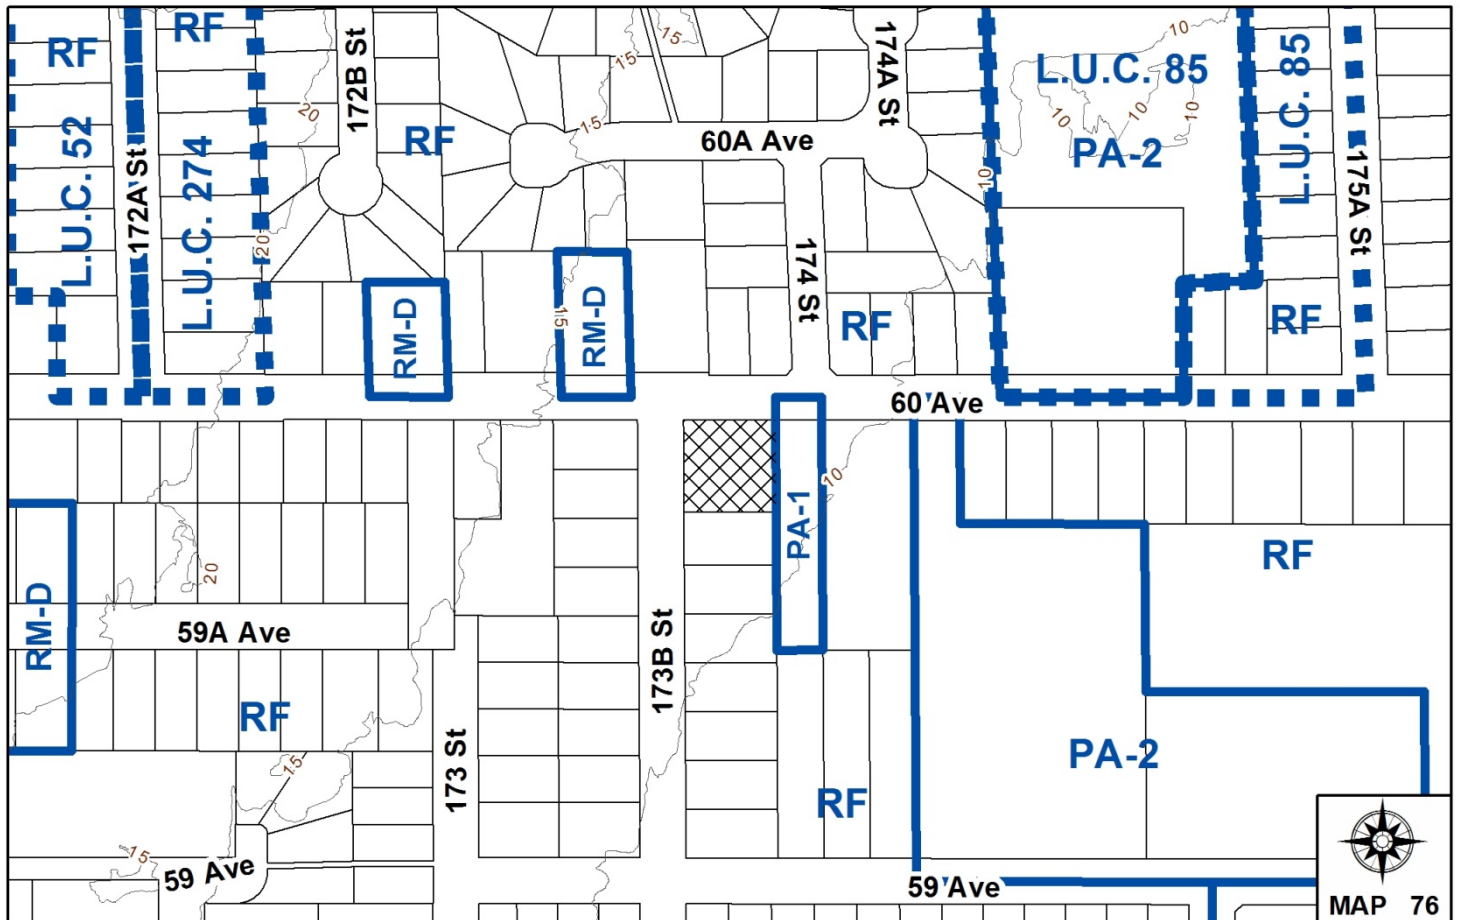 RF
RF
L.U.C. 52
172A St
L.U.C. 274
20
172B St
RF
15
15
15
174A St
60A Ave
10
L.U.C. 85
10
10
10
PA-2
L.U.C. 85
175A St
10
20
RM-D
15
RM-D
174 St
RF
RF
60 Ave
10
PA-1
RF
RM-D
20
59A Ave
173B St
RF
15
173 St
RF
PA-2
15
59 Ave
59 Ave
MAP 76